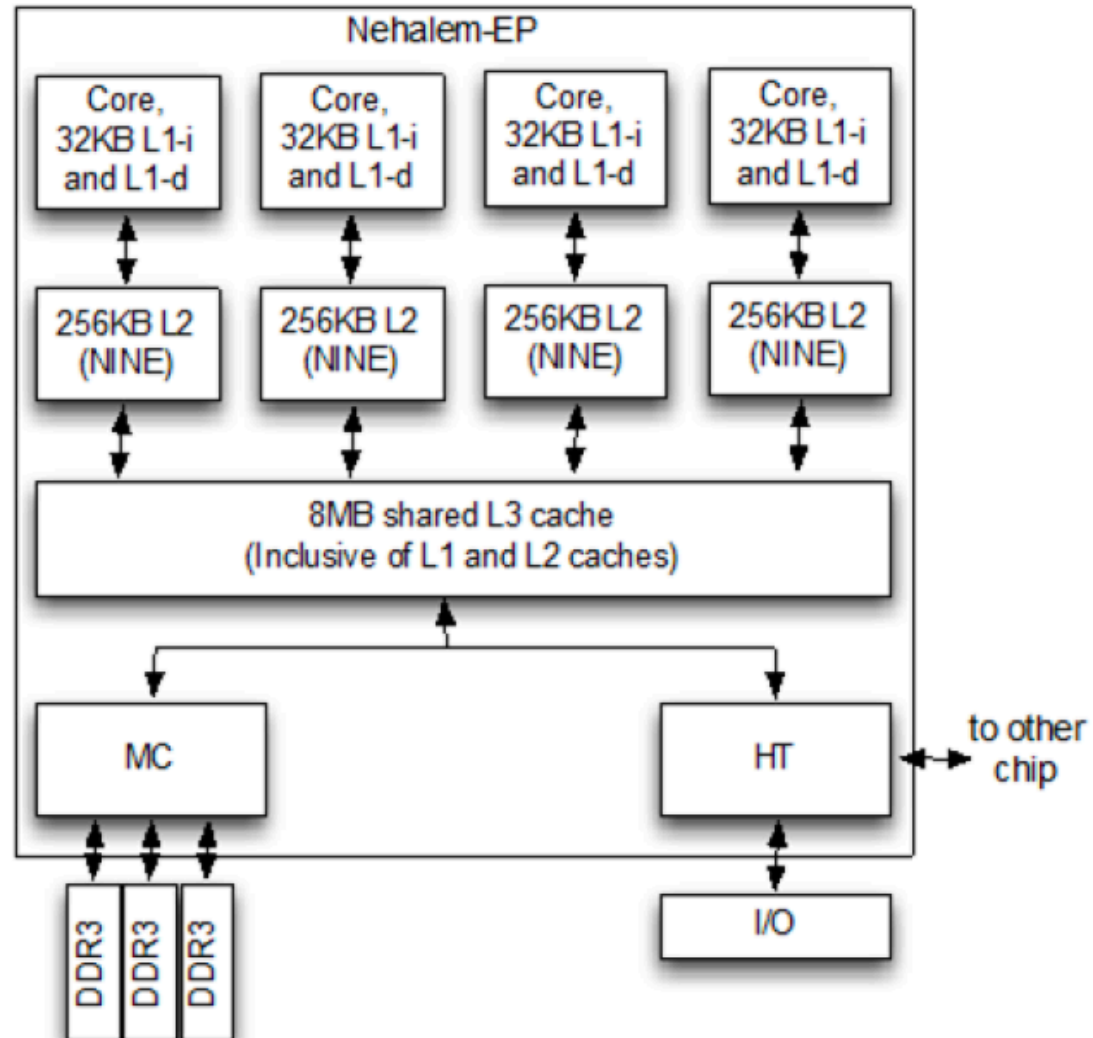 Nehalem-EP
Core,
32KB L1-i
and L1-d
Core,
32KB L1-i
and L1-d
Core,
32KB L1-i
and L1-d
Core,
32KB L1-i
and L1-d
256KB L2
(NINE)
256KB L2
(NINE)
256KB L2
(NINE)
256KB L2
(NINE)
8MB shared L3 cache
(Inclusive of L1 and L2 caches)
MC
HT
to other
chip
DDR3
DDR3
DDR3
I/O